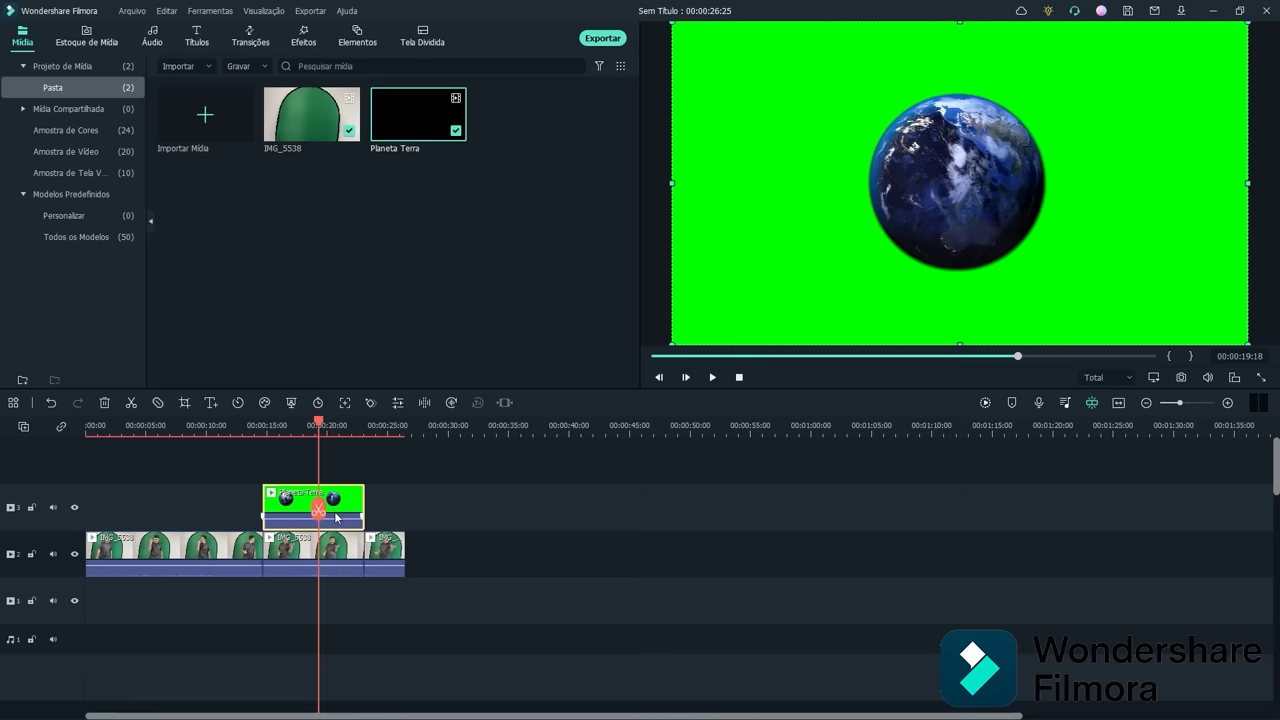 Wondershare Filmora
Arquivo Editar Ferramentas Visualização Exportar Ajuda
Sem Título : 00:00:26:25
Mídia Estoque de Mídia Áudio Títulos Transições Efeitos Elementos Tela Dividida
Exportar
Projeto de Mídia (2)
Pasta (2)
Mídia Compartilhada (0)
Amostra de Cores (24)
Amostra de Vídeo (20)
Amostra de Tela V... (10)
Modelos Predefinidos
Personalizar (0)
Todos os Modelos (50)
Importar Gravar Pesquisar mídia
Importar Mídia IMG_5538 Planeta Terra
{ } 00:00:19:18
Total
:00:00 00:00:05:00 00:00:10:00 00:00:15:00 00:00:20:00 00:00:25:00 00:00:30:00 00:00:35:00 00:00:40:00 00:00:45:00 00:00:50:00 00:00:55:00 00:01:00:00 00:01:05:00 00:01:10:00 00:01:15:00 00:01:20:00 00:01:25:00 00:01:30:00 00:01:35:00
3
Planeta Terra
2
IMG_5538 IMG_5538 IMG_...
1
1
Wondershare
Filmora